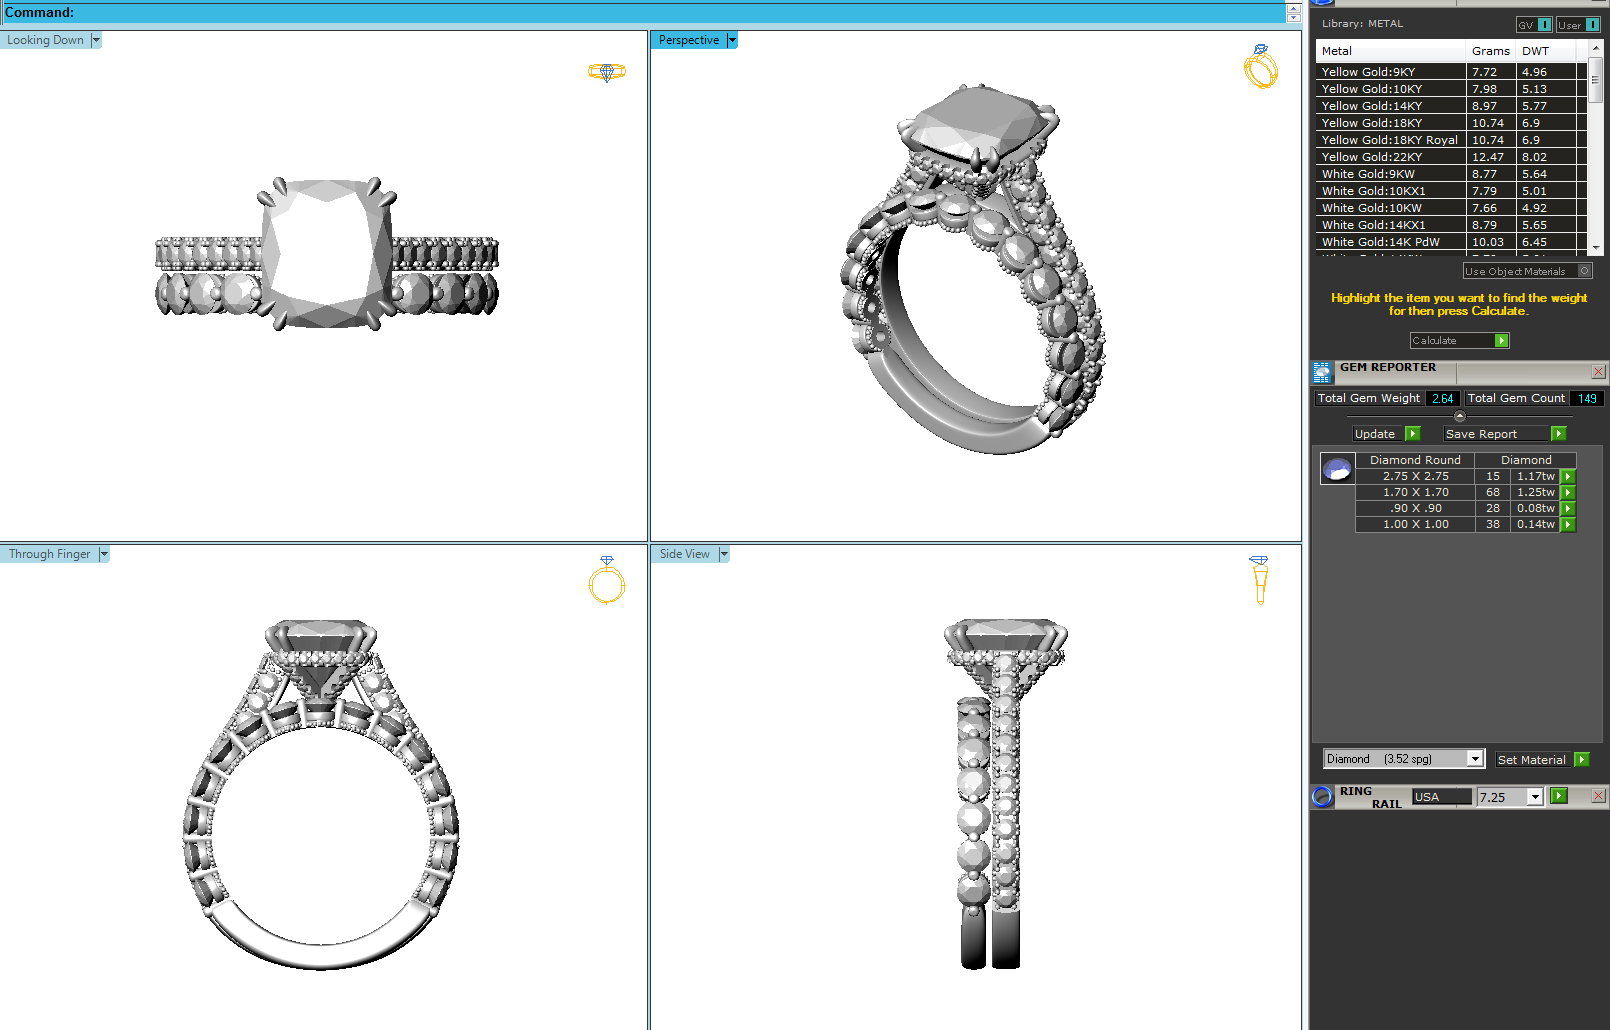 Command:
Looking Down
Perspective
Through Finger
Side View
Library: METAL
GV I User I
Metal Grams DWT
Yellow Gold:9KY 7.72 4.96
Yellow Gold:10KY 7.98 5.13
Yellow Gold:14KY 8.97 5.77
Yellow Gold:18KY 10.74 6.9
Yellow Gold:18KY Royal 10.74 6.9
Yellow Gold:22KY 12.47 8.02
White Gold:9KW 8.77 5.64
White Gold:10KX1 7.79 5.01
White Gold:10KW 7.66 4.92
White Gold:14KX1 8.79 5.65
White Gold:14K PdW 10.03 6.45
Use Object Materials
Highlight the item you want to find the weight
for then press Calculate.
Calculate
GEM REPORTER
Total Gem Weight 2.64 Total Gem Count 149
Update Save Report
Diamond Round Diamond
2.75 X 2.75 15 1.17tw
1.70 X 1.70 68 1.25tw
.90 X .90 28 0.08tw
1.00 X 1.00 38 0.14tw
Diamond (3.52 spg) Set Material
RING RAIL USA 7.25